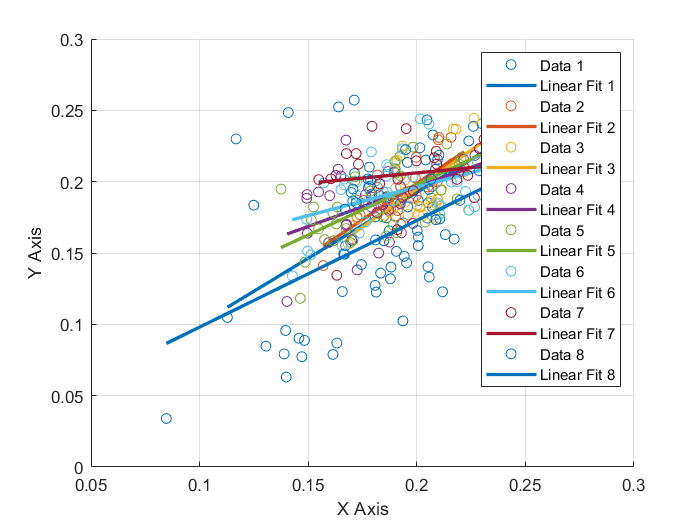 0.3
0.25
0.2
0.15
0.1
0.05
0
Y Axis
0.05
0.1
0.15
0.2
0.25
0.3
X Axis
Data 1
Linear Fit 1
Data 2
Linear Fit 2
Data 3
Linear Fit 3
Data 4
Linear Fit 4
Data 5
Linear Fit 5
Data 6
Linear Fit 6
Data 7
Linear Fit 7
Data 8
Linear Fit 8